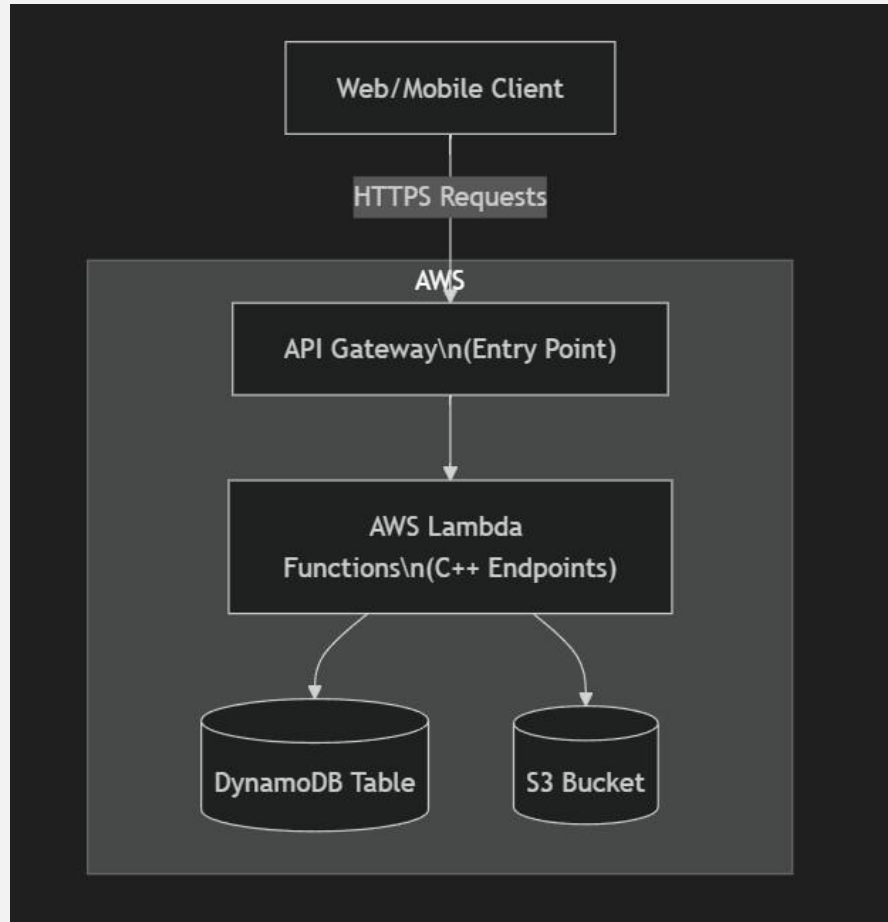 Web/Mobile Client
HTTPS Requests
AWS
API Gateway\n(Entry Point)
AWS Lambda
Functions\n(C++ Endpoints)
DynamoDB Table
S3 Bucket